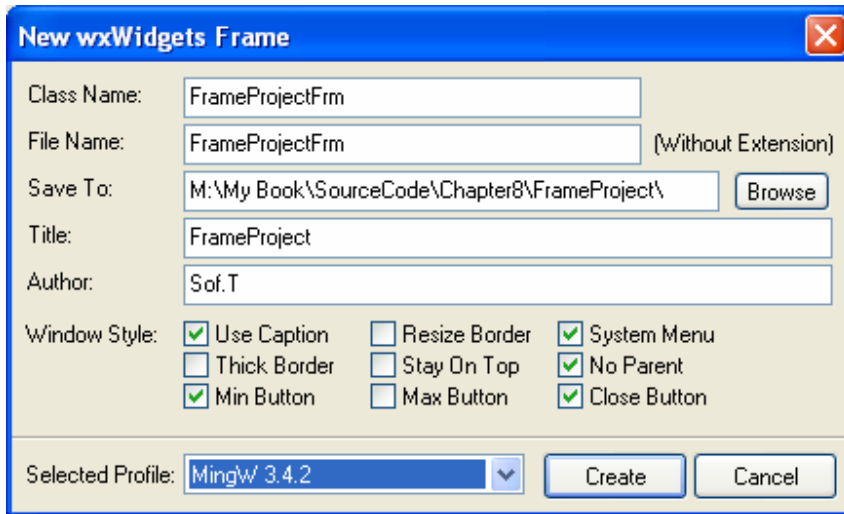 New wxWidgets Frame
Class Name: FrameProjectFrm
File Name: FrameProjectFrm (Without Extension)
Save To: M:\My Book\SourceCode\Chapter8\FrameProject\ Browse
Title: FrameProject
Author: Sof.T
Window Style: Use Caption Resize Border System Menu
Thick Border Stay On Top No Parent
Min Button Max Button Close Button
Selected Profile: MingW 3.4.2 Create Cancel